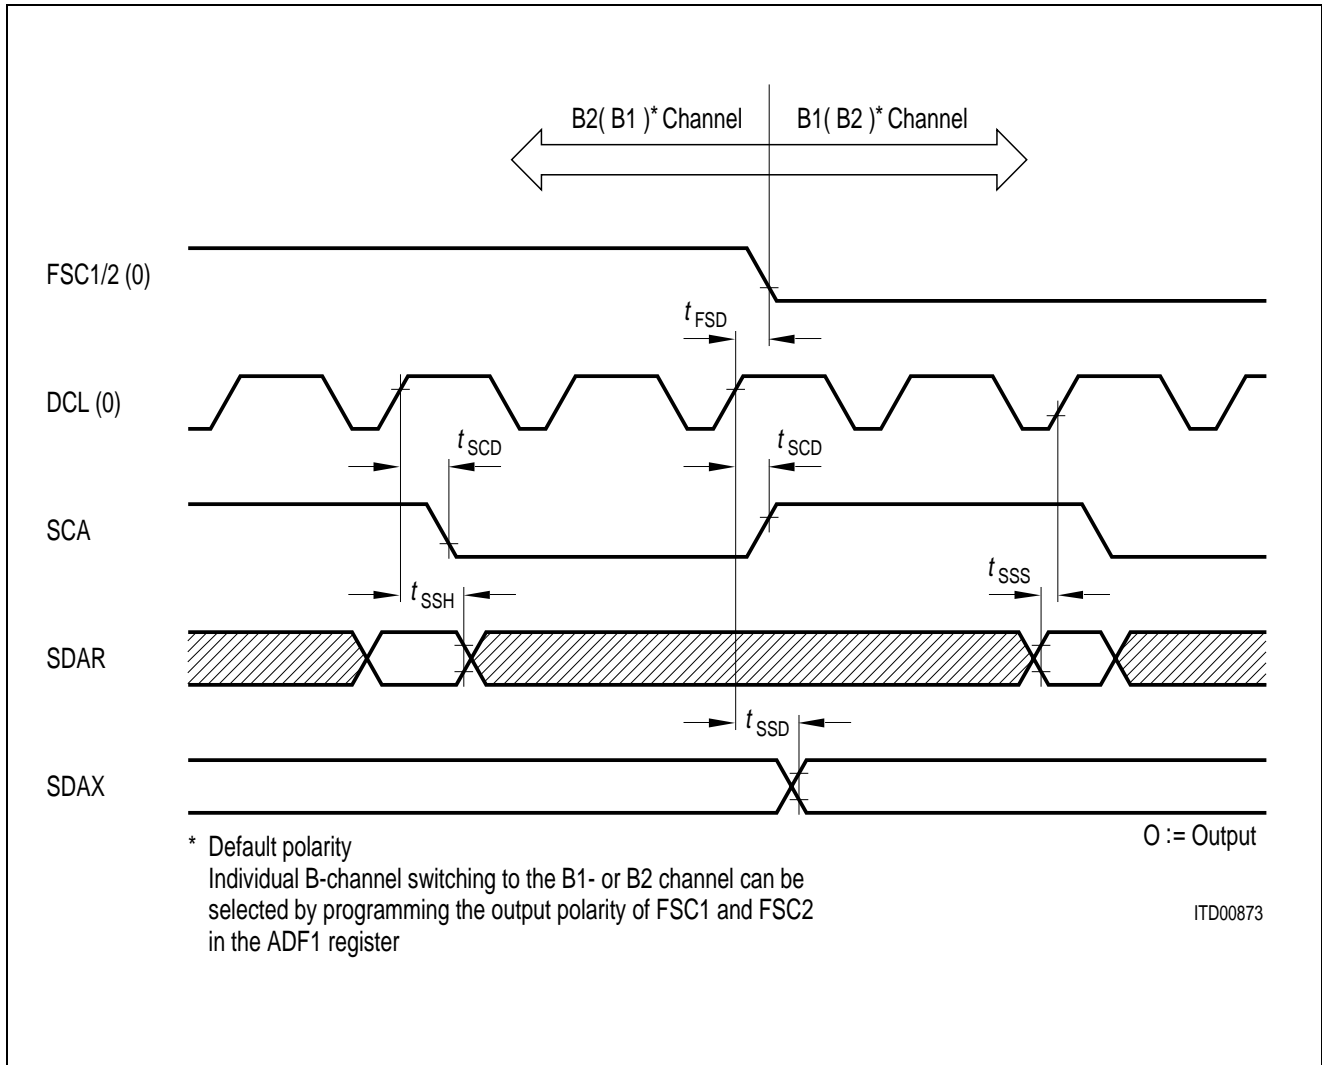 B2( B1 )* Channel
B1( B2 )* Channel
FSC1/2 (0)
t FSD
DCL (0)
t SCD
t SCD
SCA
t SSS
t SSH
SDAR
t SSD
SDAX
O := Output
* Default polarity
Individual B-channel switching to the B1- or B2 channel can be
selected by programming the output polarity of FSC1 and FSC2
in the ADF1 register
ITD00873